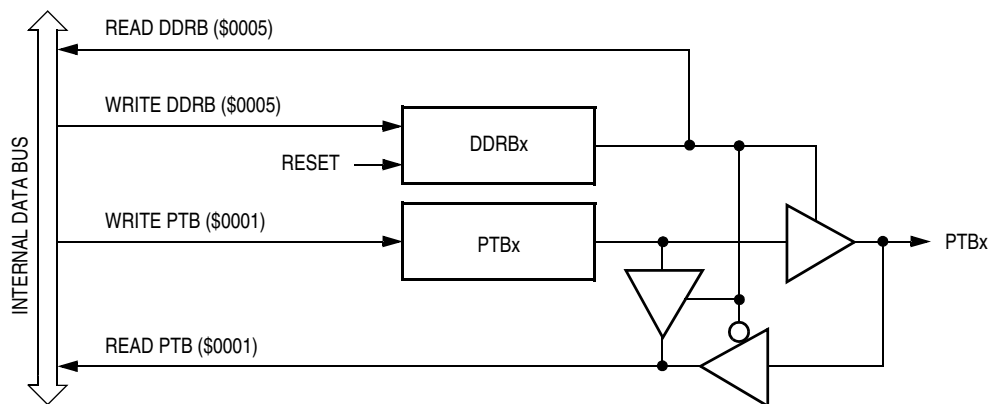 READ DDRB ($0005)
WRITE DDRB ($0005)
DDRBx
RESET
INTERNAL DATA BUS
WRITE PTB ($0001)
PTBx
PTBx
READ PTB ($0001)